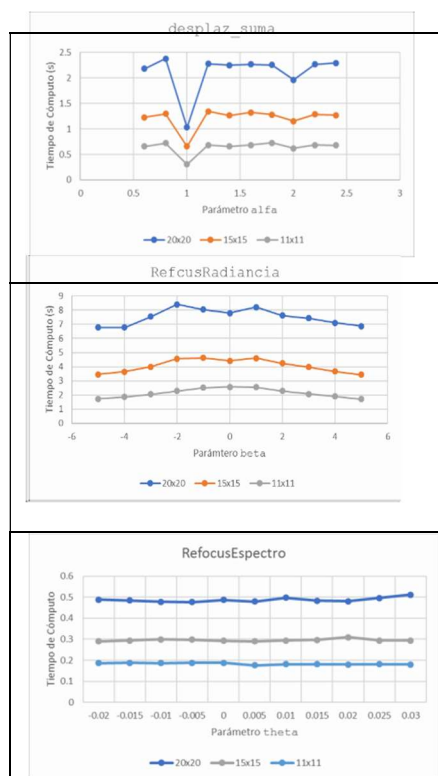 desplaz_suma
Tiempo de Cómputo (s)
2.5
2
1.5
1
0.5
0
0 0.5 1 1.5 2 2.5 3
Parámetro alfa
20x20 15x15 11x11
RefcusRadiancia
Tiempo de Cómputo (s)
9
8
7
6
5
4
3
2
1
0
-6 -4 -2 0 2 4 6
Parámtero beta
20x20 15x15 11x11
RefocusEspectro
Tiempo de Cómputo
0.6
0.5
0.4
0.3
0.2
0.1
0
-0.02 -0.015 -0.01 -0.005 0 0.005 0.01 0.015 0.02 0.025 0.03
Parámetro theta
20x20 15x15 11x11